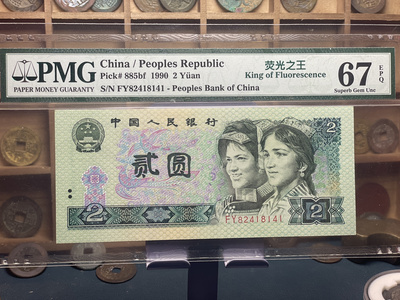 PMG
PAPER MONEY GUARANTY
China / Peoples Republic
Pick# 885bf 1990 2 Yüan
S/N FY82418141 - Peoples Bank of China
荧光之王
King of Fluorescence
67
EPQ
Superb Gem Unc
中国人民银行
贰圆
2
FY82418141
2